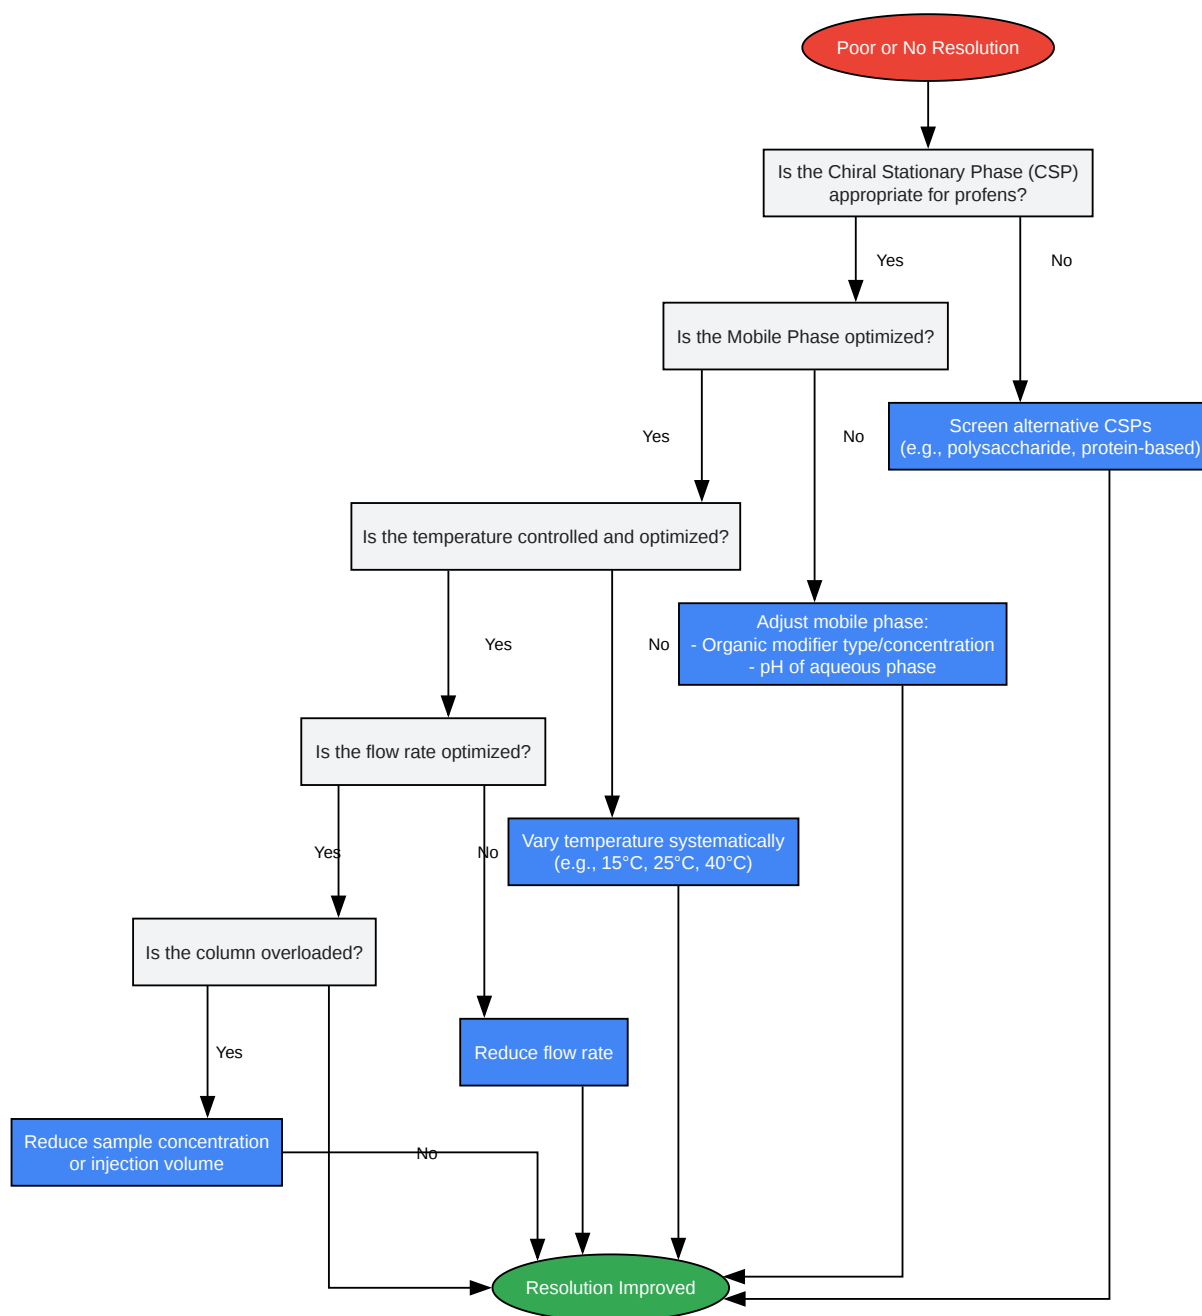 Poor or No Resolution
Is the Chiral Stationary Phase (CSP)
appropriate for profens?
Yes
No
Is the Mobile Phase optimized?
Screen alternative CSPs
(e.g., polysaccharide, protein-based)
Yes
No
Is the temperature controlled and optimized?
Adjust mobile phase:
- Organic modifier type/concentration
- pH of aqueous phase
Yes
No
Is the flow rate optimized?
Vary temperature systematically
(e.g., 15°C, 25°C, 40°C)
Yes
No
Is the column overloaded?
Reduce flow rate
Yes
Reduce sample concentration
or injection volume
No
Resolution Improved